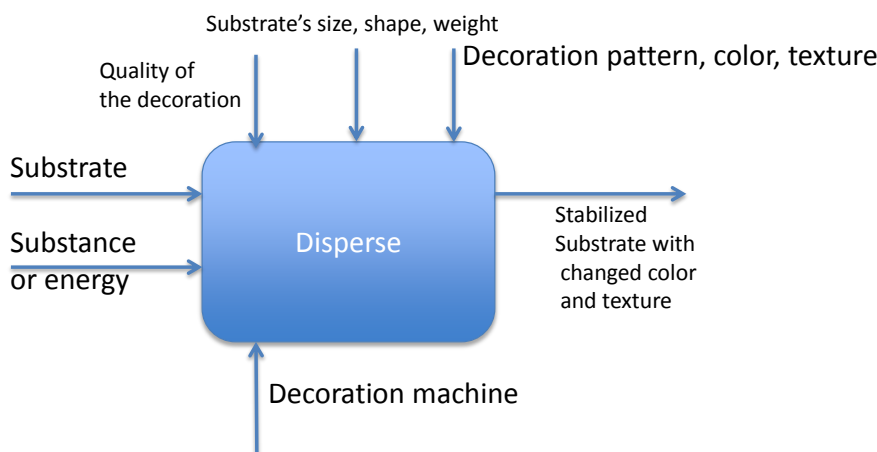 Substrate’s size, shape, weight
Decoration pattern, color, texture
Quality of
the decoration
Substrate
Substance
or energy
Disperse
Stabilized
Substrate with
changed color
and texture
Decoration machine